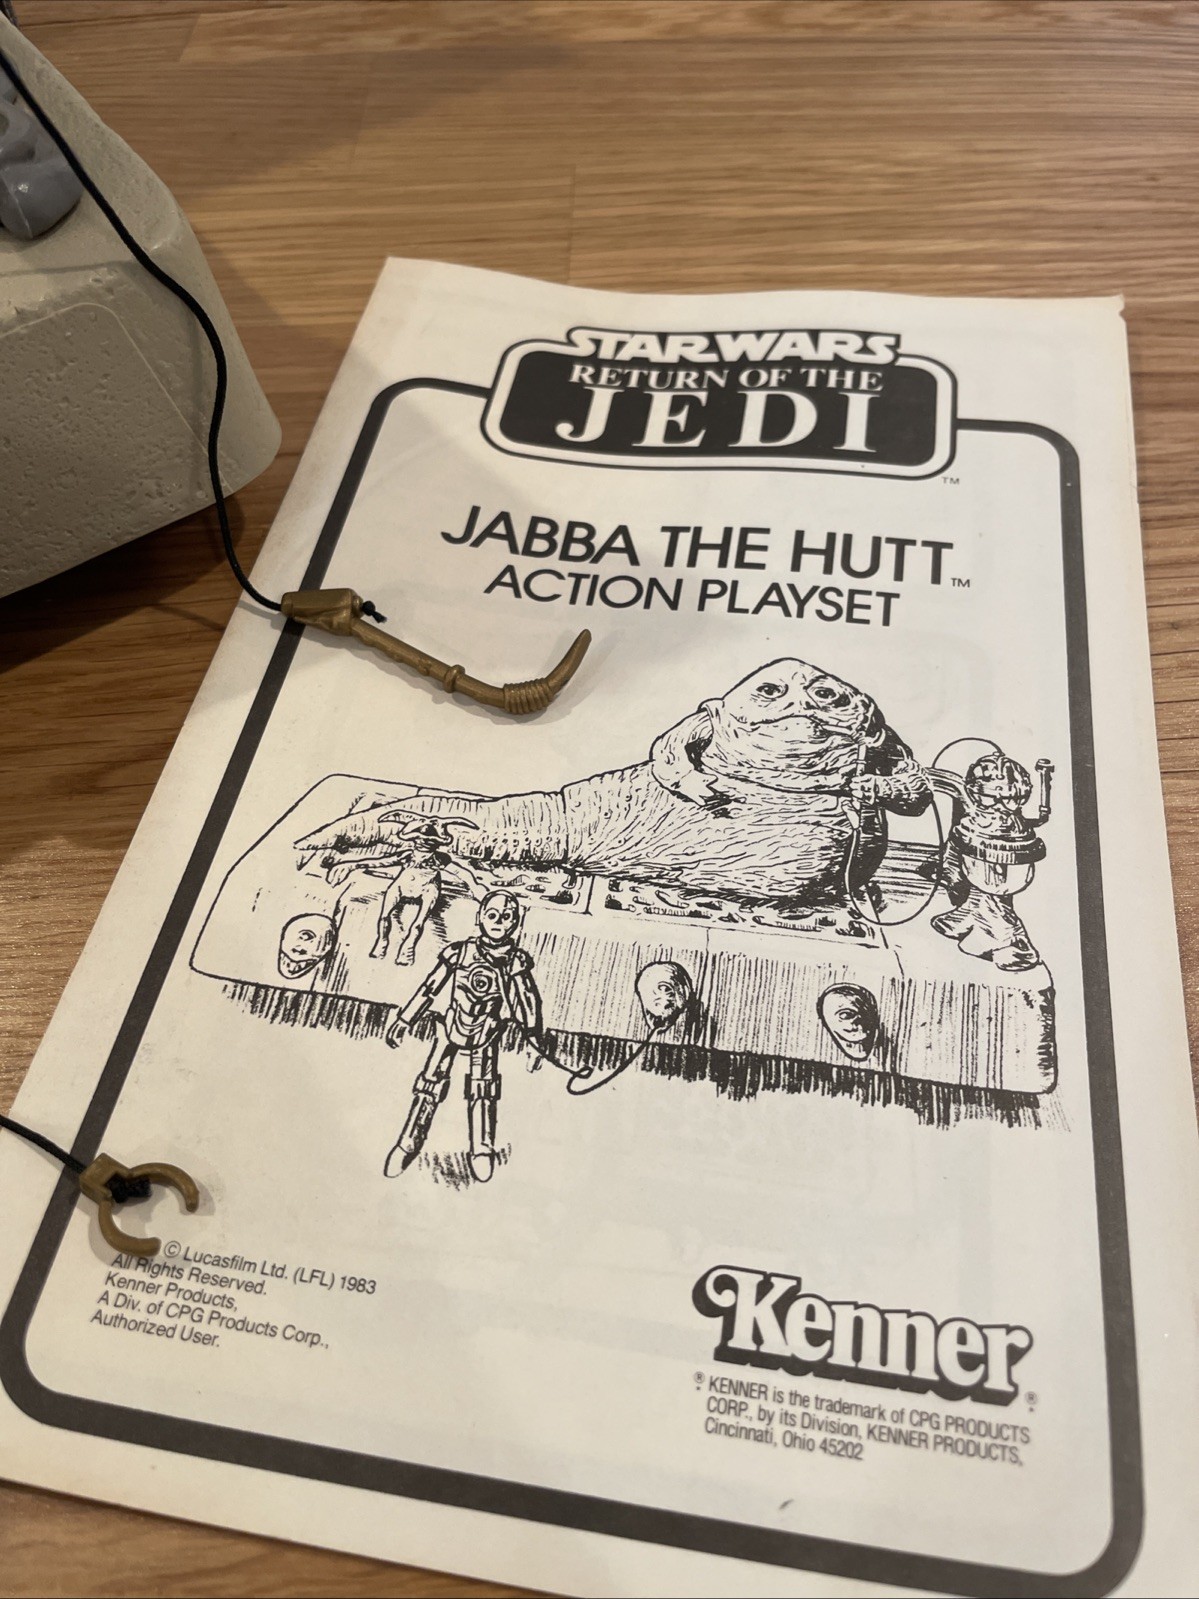 STAR WARS
RETURN OF THE
JEDI
TM
JABBA THE HUTT TM
ACTION PLAYSET
© Lucasfilm Ltd. (LFL) 1983
All Rights Reserved.
Kenner Products,
A Div. of CPG Products Corp.,
Authorized User.
Kenner ®
® KENNER is the trademark of CPG PRODUCTS
CORP., by its Division, KENNER PRODUCTS,
Cincinnati, Ohio 45202